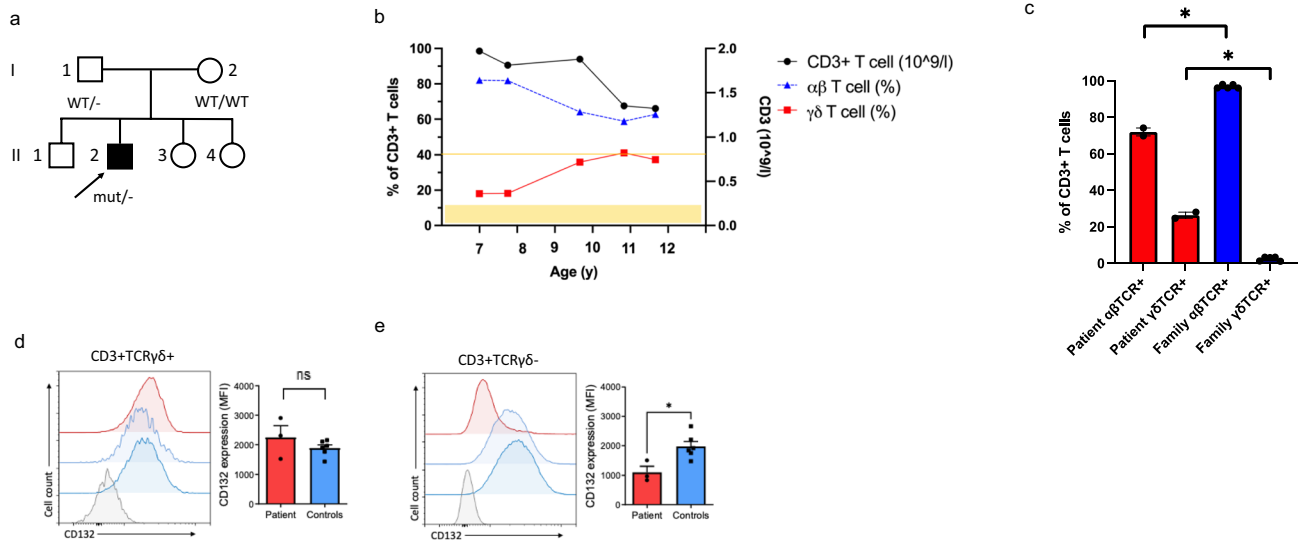 a
I
1
2
WT/-
WT/WT
II
1
2
3
4
mut/-
b
% of CD3+ T cells
100
80
60
40
20
0
2.0
1.5
1.0
0.5
0.0
CD3 (10^9/l)
7
8
9
10
11
12
Age (y)
CD3+ T cell (10^9/l)
αβ T cell (%)
γδ T cell (%)
c
*
*
% of CD3+ T cells
100
80
60
40
20
0
Patient αβTCR+
Patient γδTCR+
Family αβTCR+
Family γδTCR+
d
CD3+TCRγδ+
Cell count
CD132
CD132 expression (MFI)
4000
3000
2000
1000
0
ns
Patient
Controls
e
CD3+TCRγδ-
Cell count
CD132
CD132 expression (MFI)
4000
3000
2000
1000
0
*
Patient
Controls